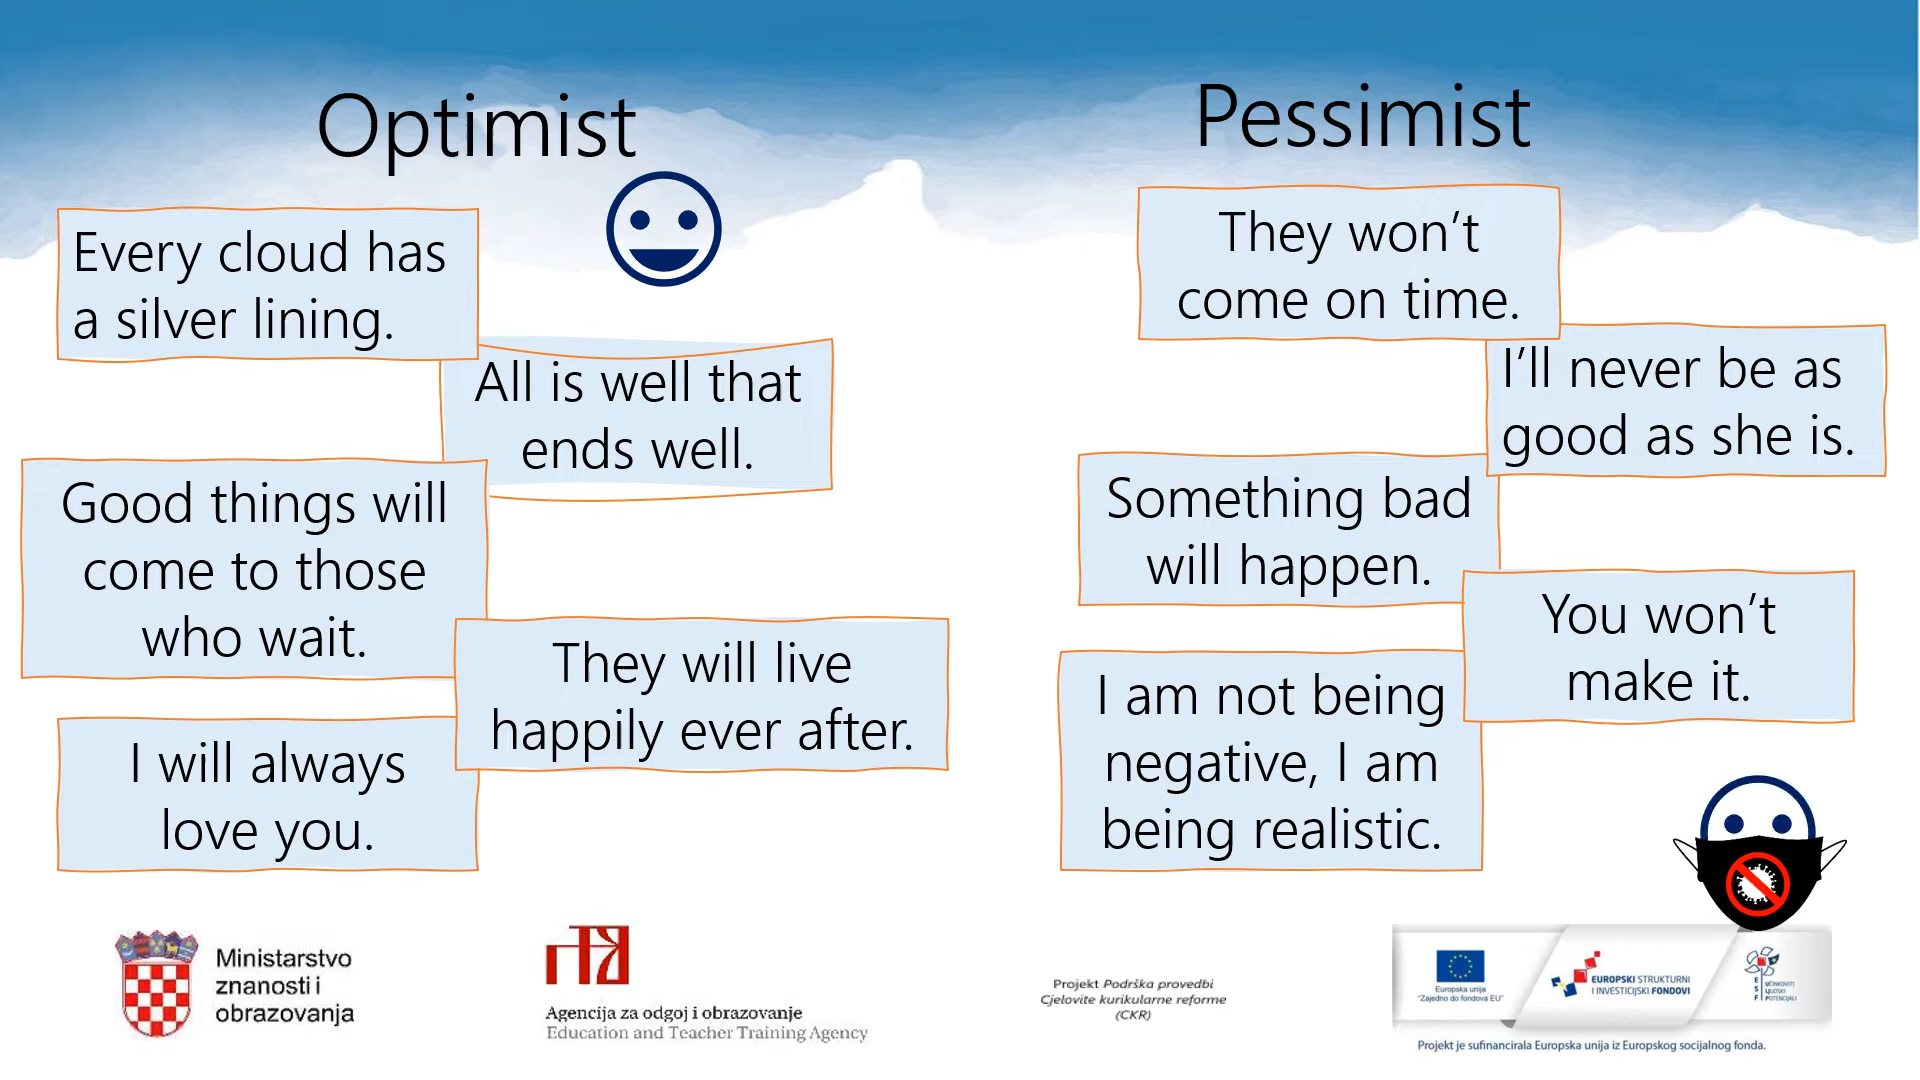 Optimist
Every cloud has
a silver lining.
All is well that
ends well.
Good things will
come to those
who wait.
They will live
happily ever after.
I will always
love you.
Pessimist
They won’t
come on time.
I’ll never be as
good as she is.
Something bad
will happen.
You won’t
make it.
I am not being
negative, I am
being realistic.
Ministarstvo
znanosti i
obrazovanja
Agencija za odgoj i obrazovanje
Education and Teacher Training Agency
Projekt Podrška provedbi
Cjelovite kurikularne reforme
(CKR)
Europska unija
"Zajedno do fondova EU"
EUROPSKI STRUKTURNI
I INVESTICIJSKI FONDOVI
ESF
UČINKOVITI
LJUDSKI
POTENCIJALI
Projekt je sufinancirala Europska unija iz Europskog socijalnog fonda.